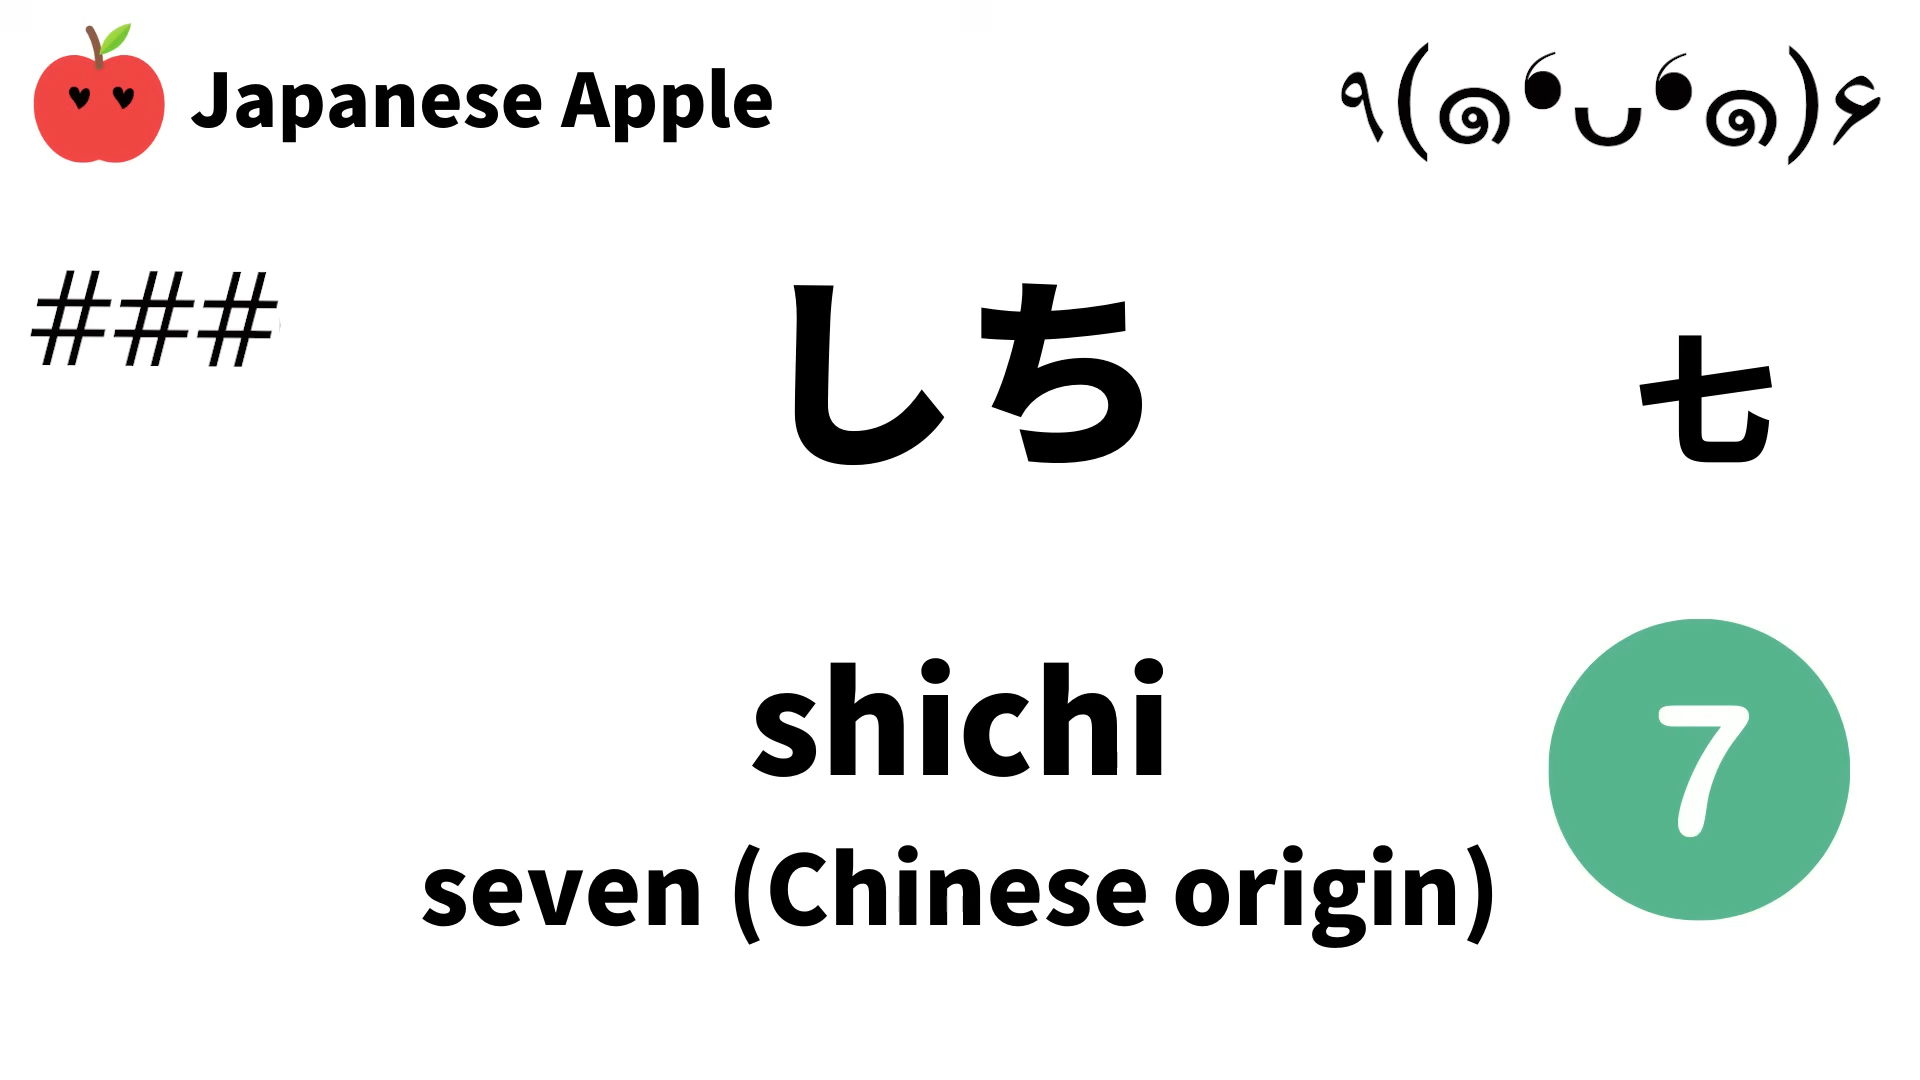 Japanese Apple
٩(๑❛ᴗ❛๑)۶
###
しち
七
shichi
7
seven (Chinese origin)